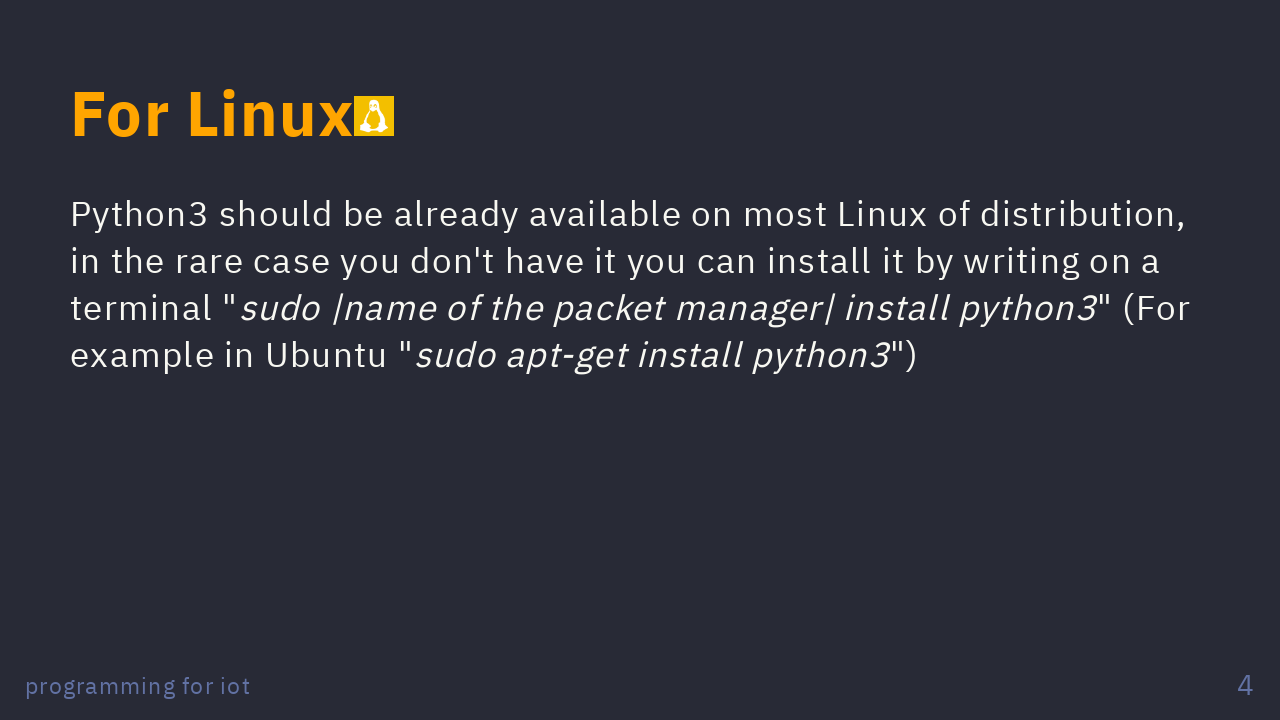 For Linux
Python3 should be already available on most Linux of distribution,
in the rare case you don't have it you can install it by writing on a
terminal "sudo |name of the packet manager| install python3" (For
example in Ubuntu "sudo apt-get install python3")
programming for iot
4